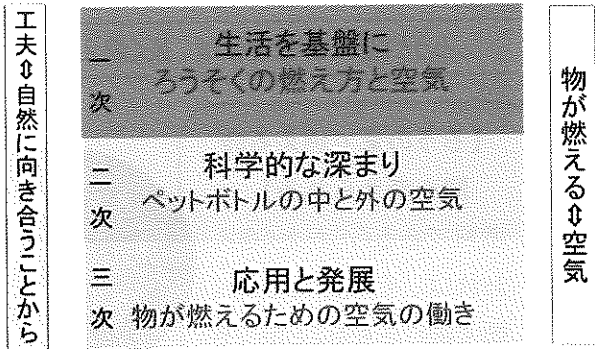 工夫⇕自然に向き合うことから
一次
生活を基盤に
ろうそくの燃え方と空気
二次
科学的な深まり
ペットボトルの中と外の空気
三次
応用と発展
物が燃えるための空気の働き
物が燃える⇕空気